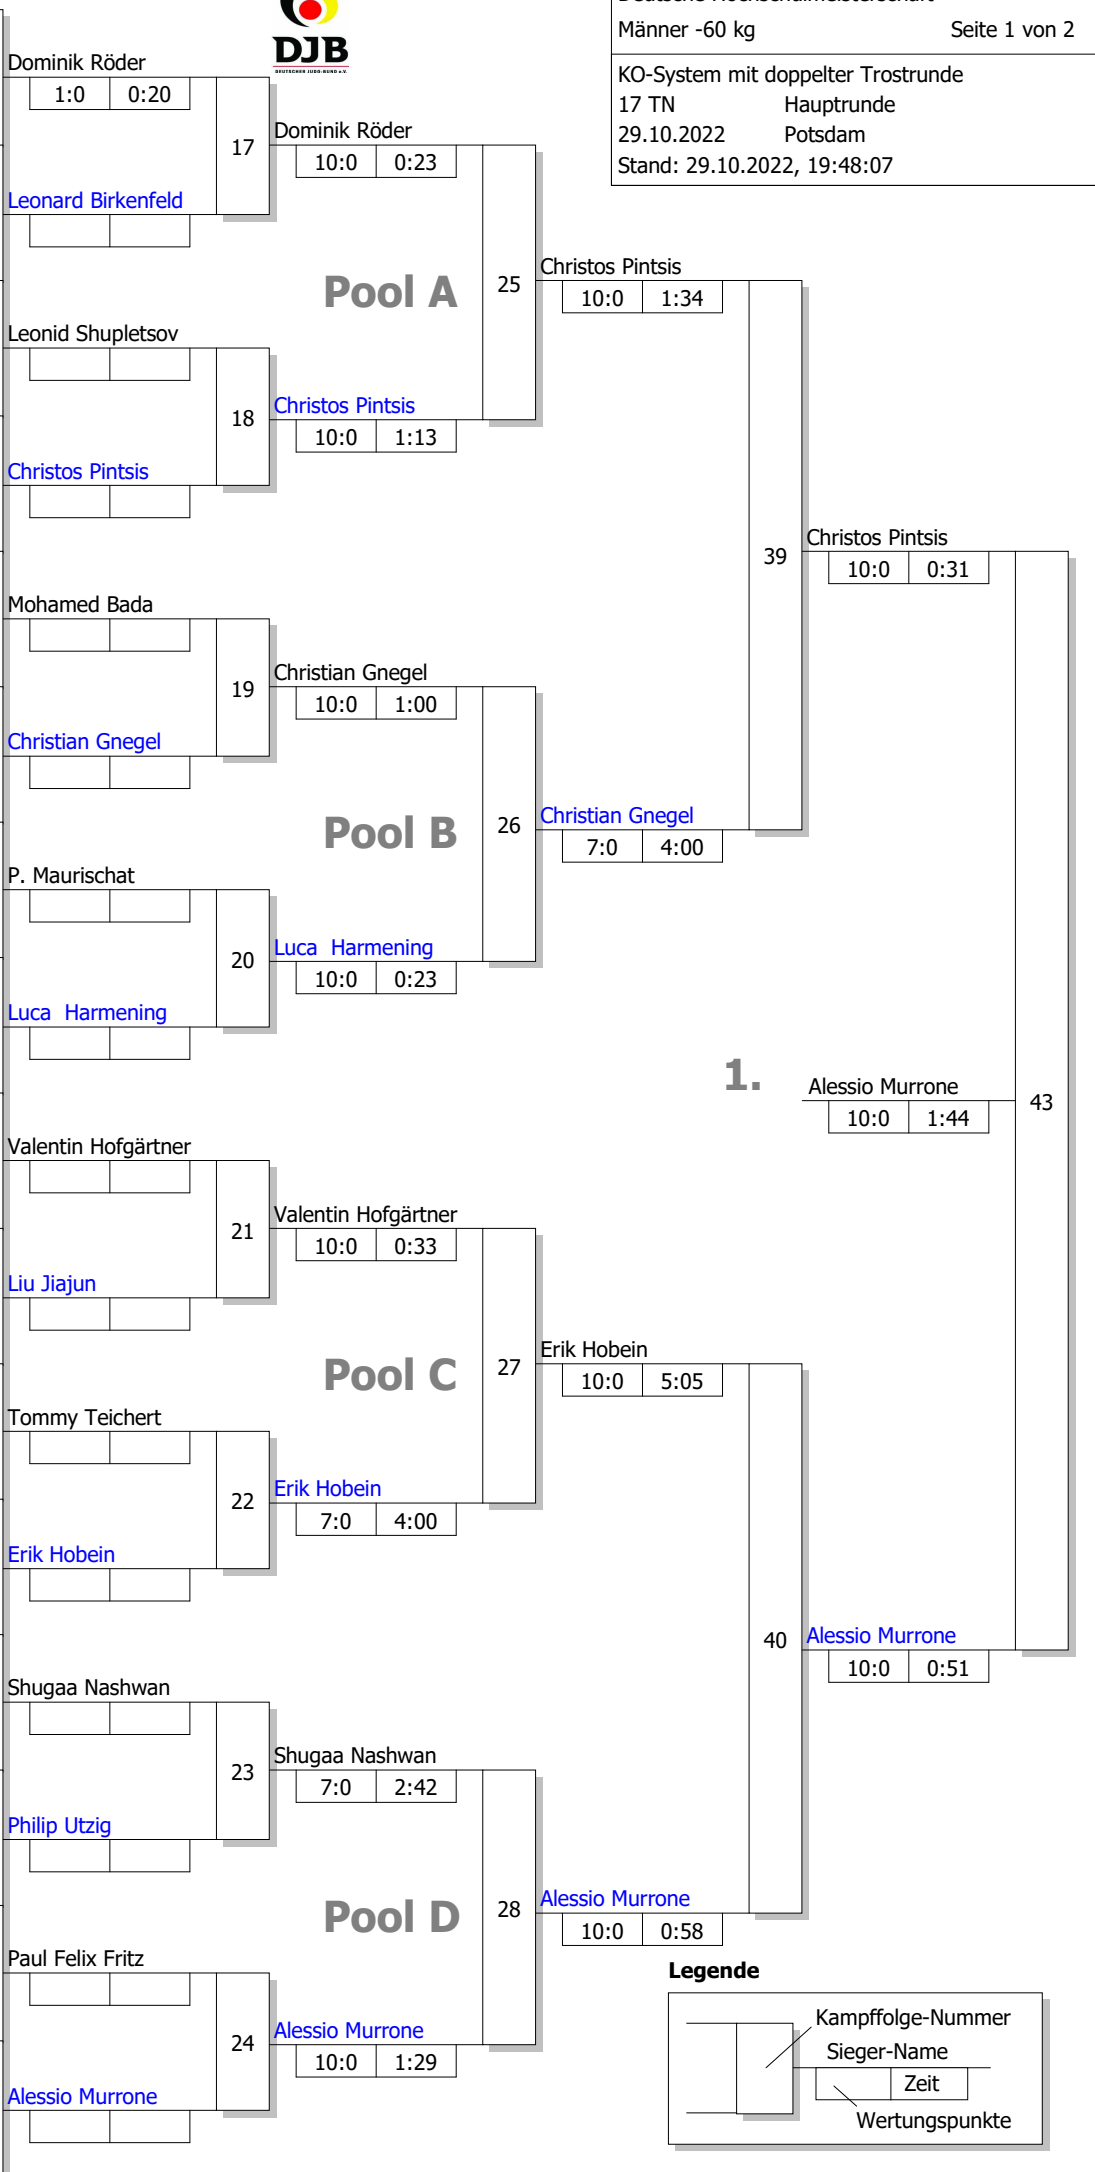 Deutsche Hochschulmeisterschaft
Männer -60 kg Seite 1 von 2
KO-System mit doppelter Trostrunde
17 TN Hauptrunde
29.10.2022 Potsdam
Stand: 29.10.2022, 19:48:07
DJB
DEUTSCHER JUDO-BUND e.V.
Dominik Röder
1:0 0:20
17
Leonard Birkenfeld
Dominik Röder
10:0 0:23
Pool A
25
Leonid Shupletsov
18
Christos Pintsis
Christos Pintsis
10:0 1:13
Christos Pintsis
10:0 1:34
39
Mohamed Bada
19
Christian Gnegel
Christian Gnegel
10:0 1:00
Pool B
26
P. Maurischat
20
Luca Harmening
Luca Harmening
10:0 0:23
Christian Gnegel
7:0 4:00
Christos Pintsis
10:0 0:31
1.
Alessio Murrone
10:0 1:44
43
Valentin Hofgärtner
21
Liu Jiajun
Valentin Hofgärtner
10:0 0:33
Pool C
27
Tommy Teichert
22
Erik Hobein
Erik Hobein
7:0 4:00
Erik Hobein
10:0 5:05
40
Alessio Murrone
10:0 0:51
Shugaa Nashwan
23
Philip Utzig
Shugaa Nashwan
7:0 2:42
Pool D
28
Paul Felix Fritz
24
Alessio Murrone
Alessio Murrone
10:0 1:29
Alessio Murrone
10:0 0:58
Legende
Kampffolge-Nummer
Sieger-Name
Zeit
Wertungspunkte